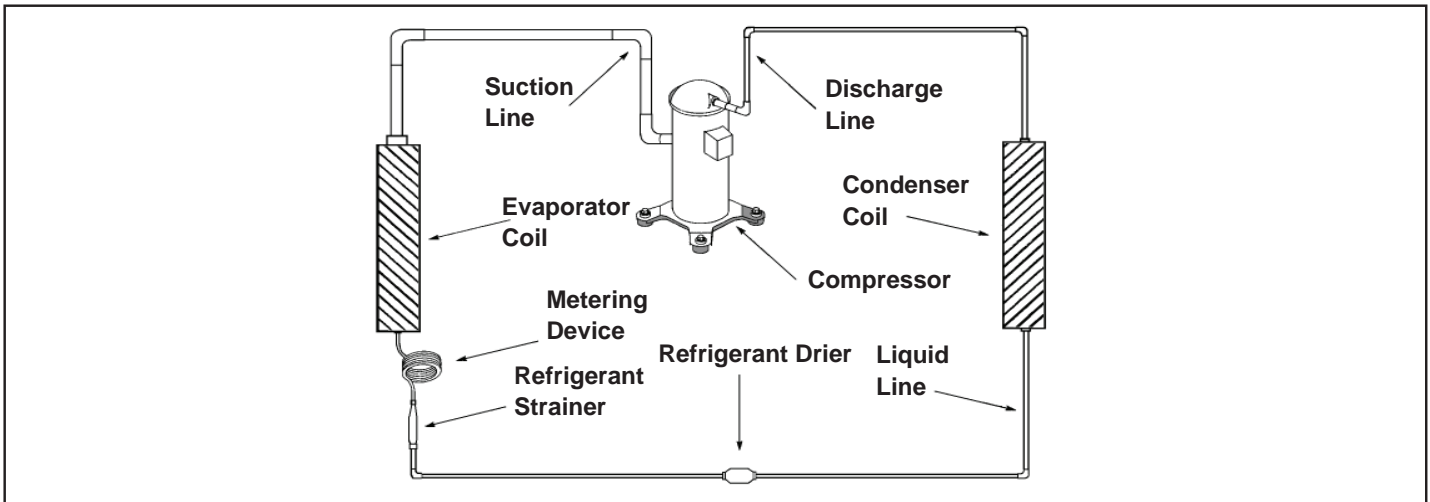 Suction
Line
Discharge
Line
Evaporator
Coil
Condenser
Coil
Compressor
Metering
Device
Refrigerant Drier
Liquid
Line
Refrigerant
Strainer